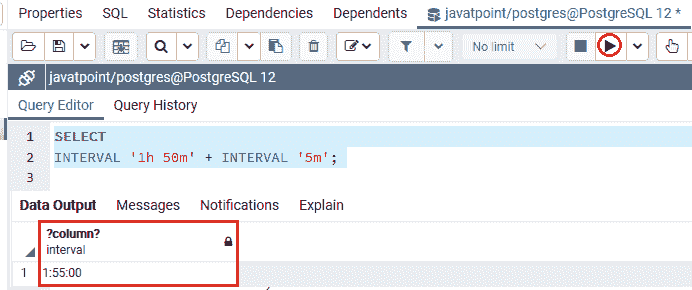 Properties SQL Statistics Dependencies Dependents javatpoint/postgres@PostgreSQL 12 *
No limit
javatpoint/postgres@PostgreSQL 12
Query Editor Query History
1 SELECT
2 INTERVAL '1h 50m' + INTERVAL '5m';
3
Data Output Messages Notifications Explain
?column?
interval
1 1:55:00